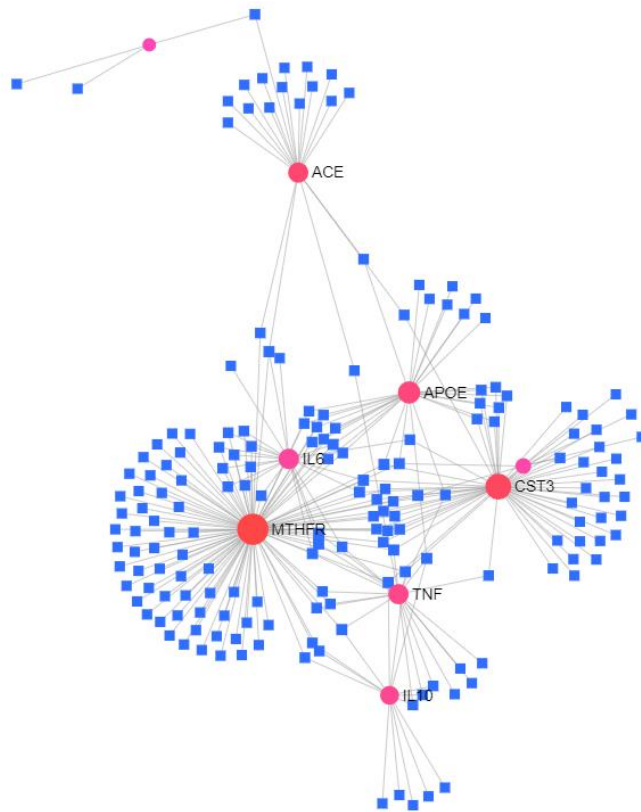 ACE
APOE
IL6
CST3
MTHFR
TNF
IL10